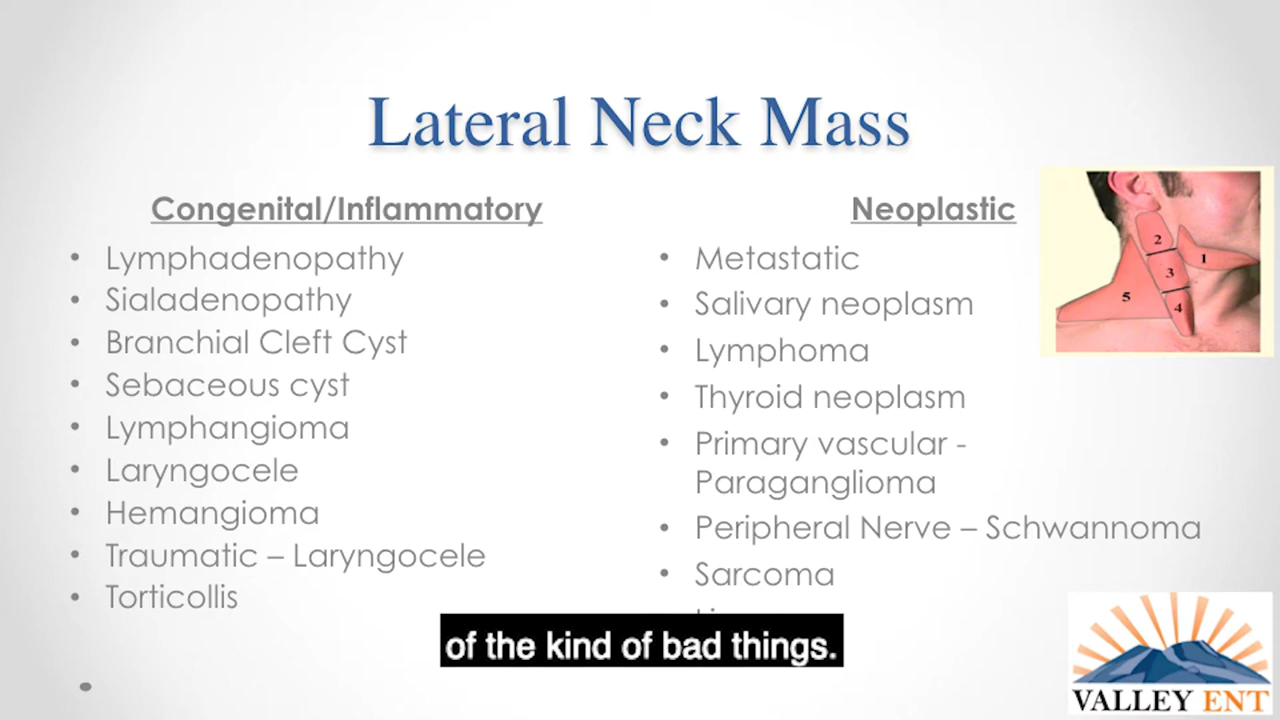 Lateral Neck Mass
Congenital/Inflammatory
• Lymphadenopathy
• Sialadenopathy
• Branchial Cleft Cyst
• Sebaceous cyst
• Lymphangioma
• Laryngocele
• Hemangioma
• Traumatic – Laryngocele
• Torticollis
Neoplastic
• Metastatic
• Salivary neoplasm
• Lymphoma
• Thyroid neoplasm
• Primary vascular -
Paraganglioma
• Peripheral Nerve – Schwannoma
• Sarcoma
2
1
3
5
4
of the kind of bad things.
VALLEY ENT